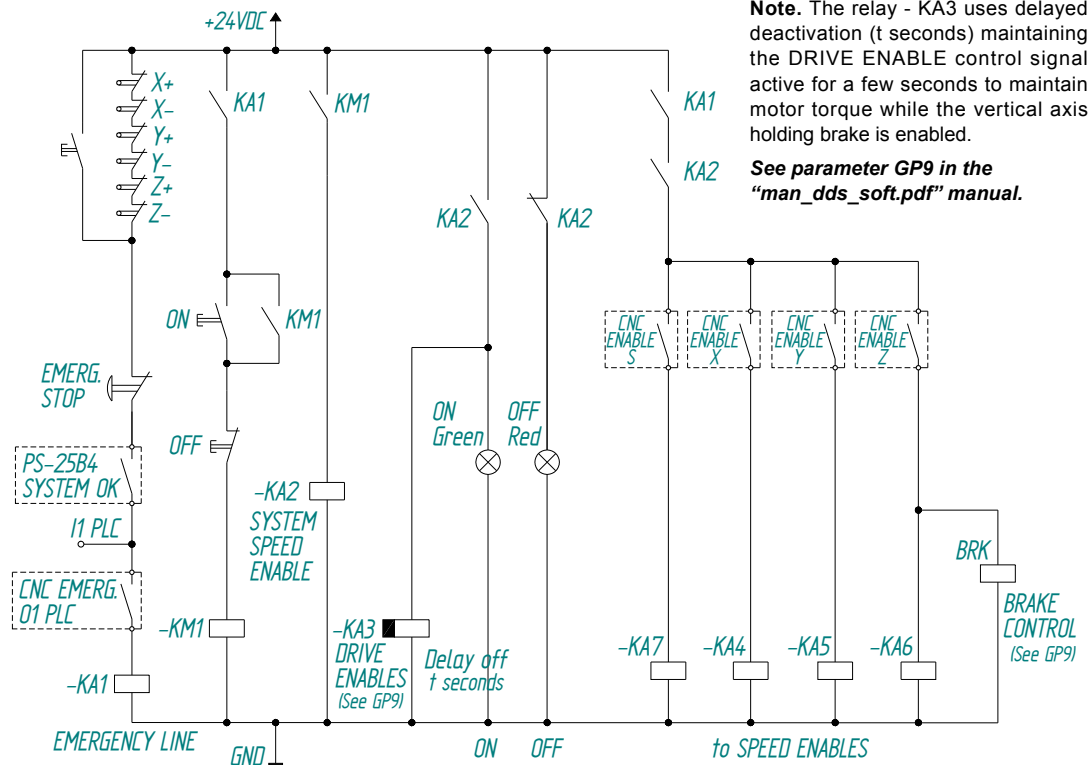 +24VDC
Note. The relay - KA3 uses delayed
deactivation (t seconds) maintaining
the DRIVE ENABLE control signal
active for a few seconds to maintain
motor torque while the vertical axis
holding brake is enabled.
See parameter GP9 in the
“man_dds_soft.pdf” manual.
X+
X-
Y+
Y-
Z+
Z-
KA1
KM1
KA1
KA2
KA2
KA2
ON
KM1
OFF
EMERG.
STOP
PS-25B4
SYSTEM OK
I1 PLC
CNC EMERG.
O1 PLC
-KA1
-KM1
-KA2
SYSTEM
SPEED
ENABLE
-KA3
DRIVE
ENABLES
(See GP9)
Delay off
t seconds
ON
Green
OFF
Red
CNC
ENABLE
S
CNC
ENABLE
X
CNC
ENABLE
Y
CNC
ENABLE
Z
-KA7
-KA4
-KA5
-KA6
BRK
BRAKE
CONTROL
(See GP9)
EMERGENCY LINE
GND
ON
OFF
to SPEED ENABLES